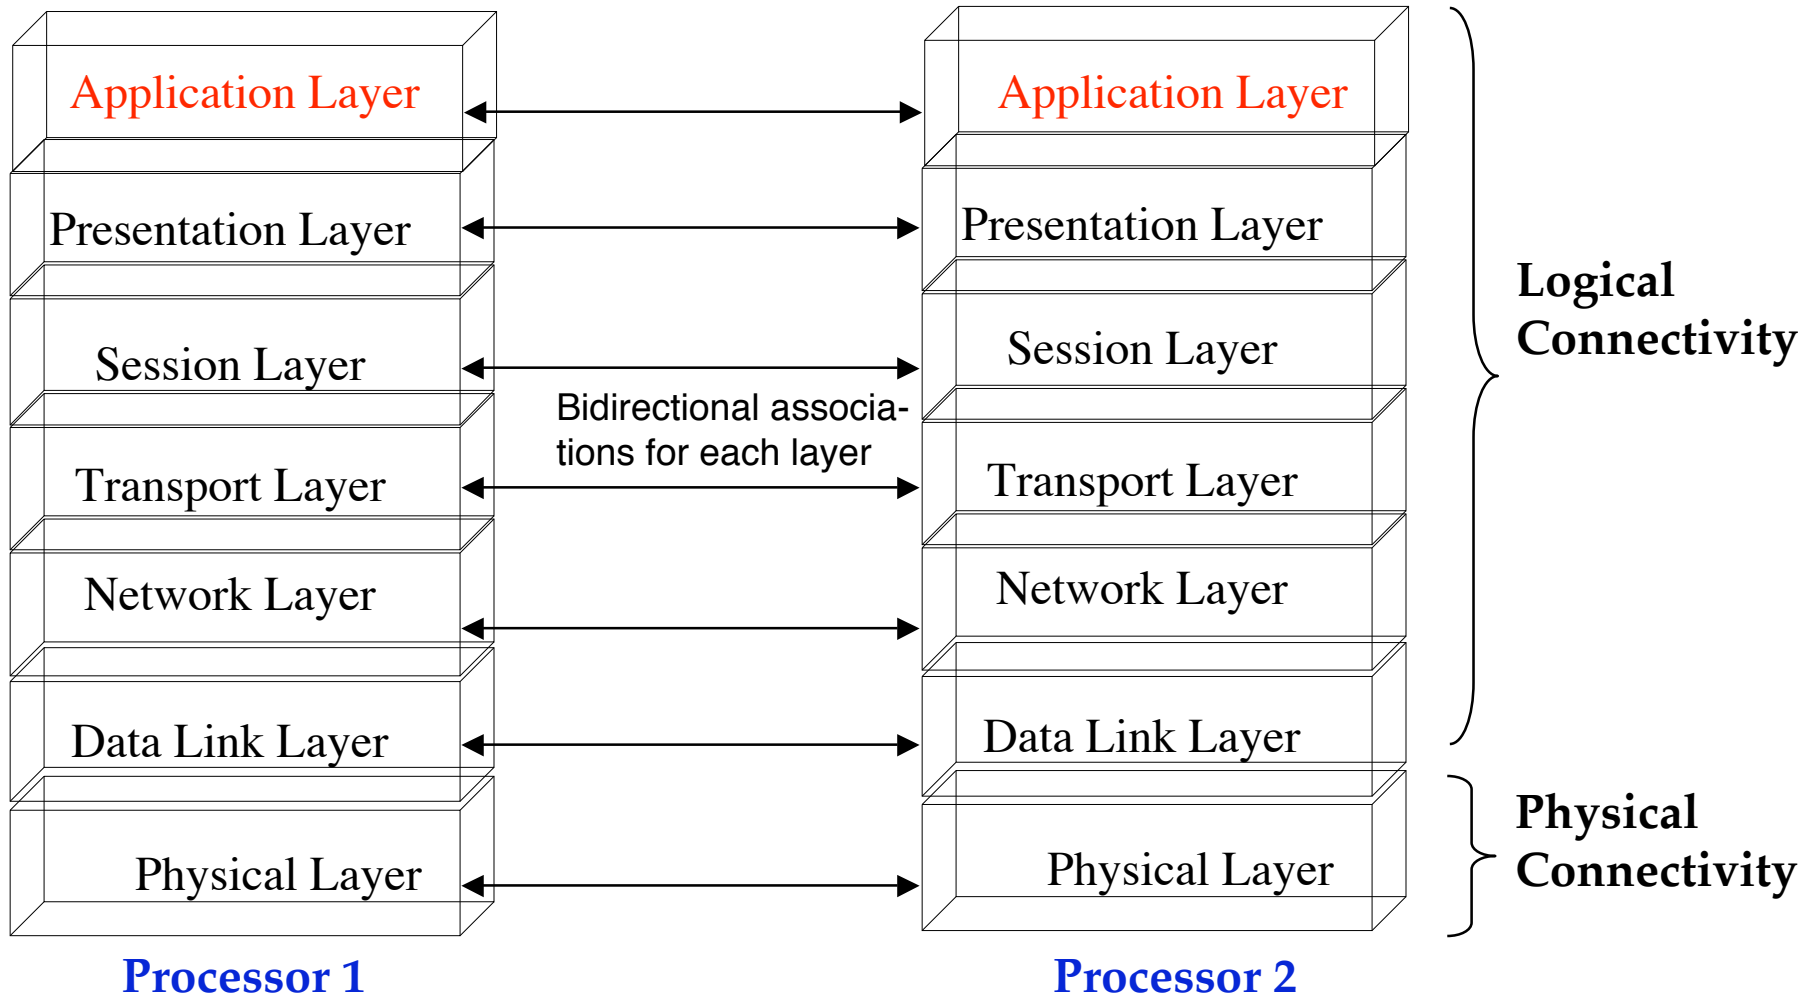 Application Layer
Presentation Layer
Session Layer
Transport Layer
Network Layer
Data Link Layer
Physical Layer
Processor 1
Bidirectional associa-
tions for each layer
Application Layer
Presentation Layer
Session Layer
Transport Layer
Network Layer
Data Link Layer
Physical Layer
Processor 2
Logical
Connectivity
Physical
Connectivity